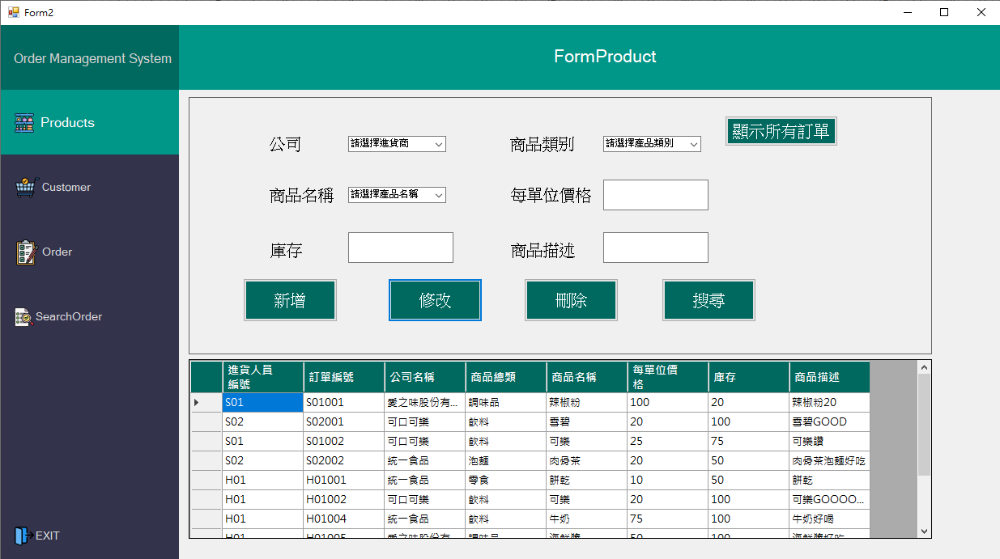 Form2
Order Management System
FormProduct
Products
Customer
Order
SearchOrder
EXIT
公司
請選擇進貨商
商品類別
請選擇產品類別
顯示所有訂單
商品名稱
請選擇產品名稱
每單位價格
庫存
商品描述
新增
修改
刪除
搜尋
進貨人員
編號 訂單編號 公司名稱 商品總類 商品名稱 每單位價
格 庫存 商品描述
S01 S01001 愛之味股份有... 調味品 辣椒粉 100 20 辣椒粉20
S02 S02001 可口可樂 飲料 雪碧 20 100 雪碧GOOD
S01 S01002 可口可樂 飲料 可樂 25 75 可樂讚
S02 S02002 統一食品 泡麵 肉骨茶 20 50 肉骨茶泡麵好吃
H01 H01001 統一食品 零食 餅乾 10 50 餅乾
H01 H01002 可口可樂 飲料 可樂 20 100 可樂GOOOO...
H01 H01004 統一食品 飲料 牛奶 75 100 牛奶好喝
H01 H01005 愛之味股份有... 調味品 海鮮醬 50 100 海鮮醬好吃